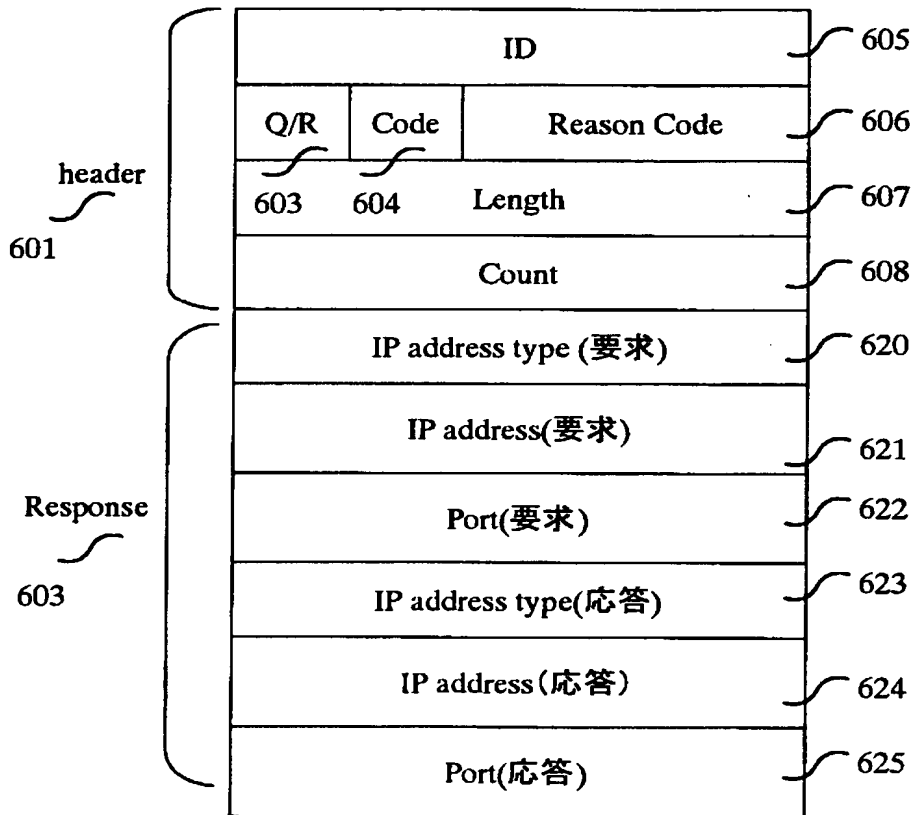 ID
605
Q/R
Code
Reason Code
606
header
601
603
604
Length
607
Count
608
IP address type (要求)
620
IP address(要求)
621
Response
603
Port(要求)
622
IP address type(応答)
623
IP address(応答)
624
Port(応答)
625